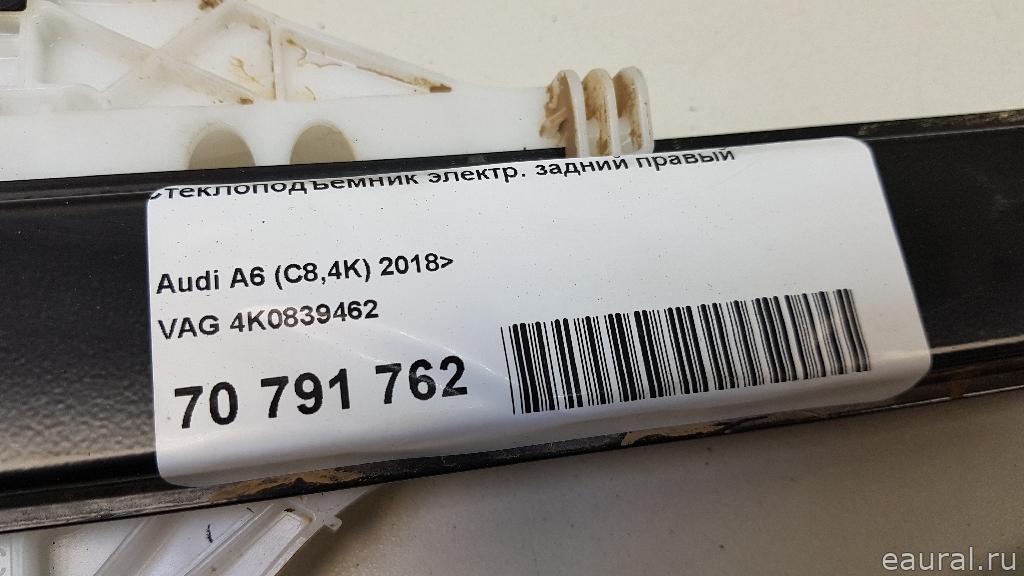 Стеклоподъемник электр. задний правый
Audi A6 (C8,4K) 2018>
VAG 4K0839462
70 791 762
eaural.ru